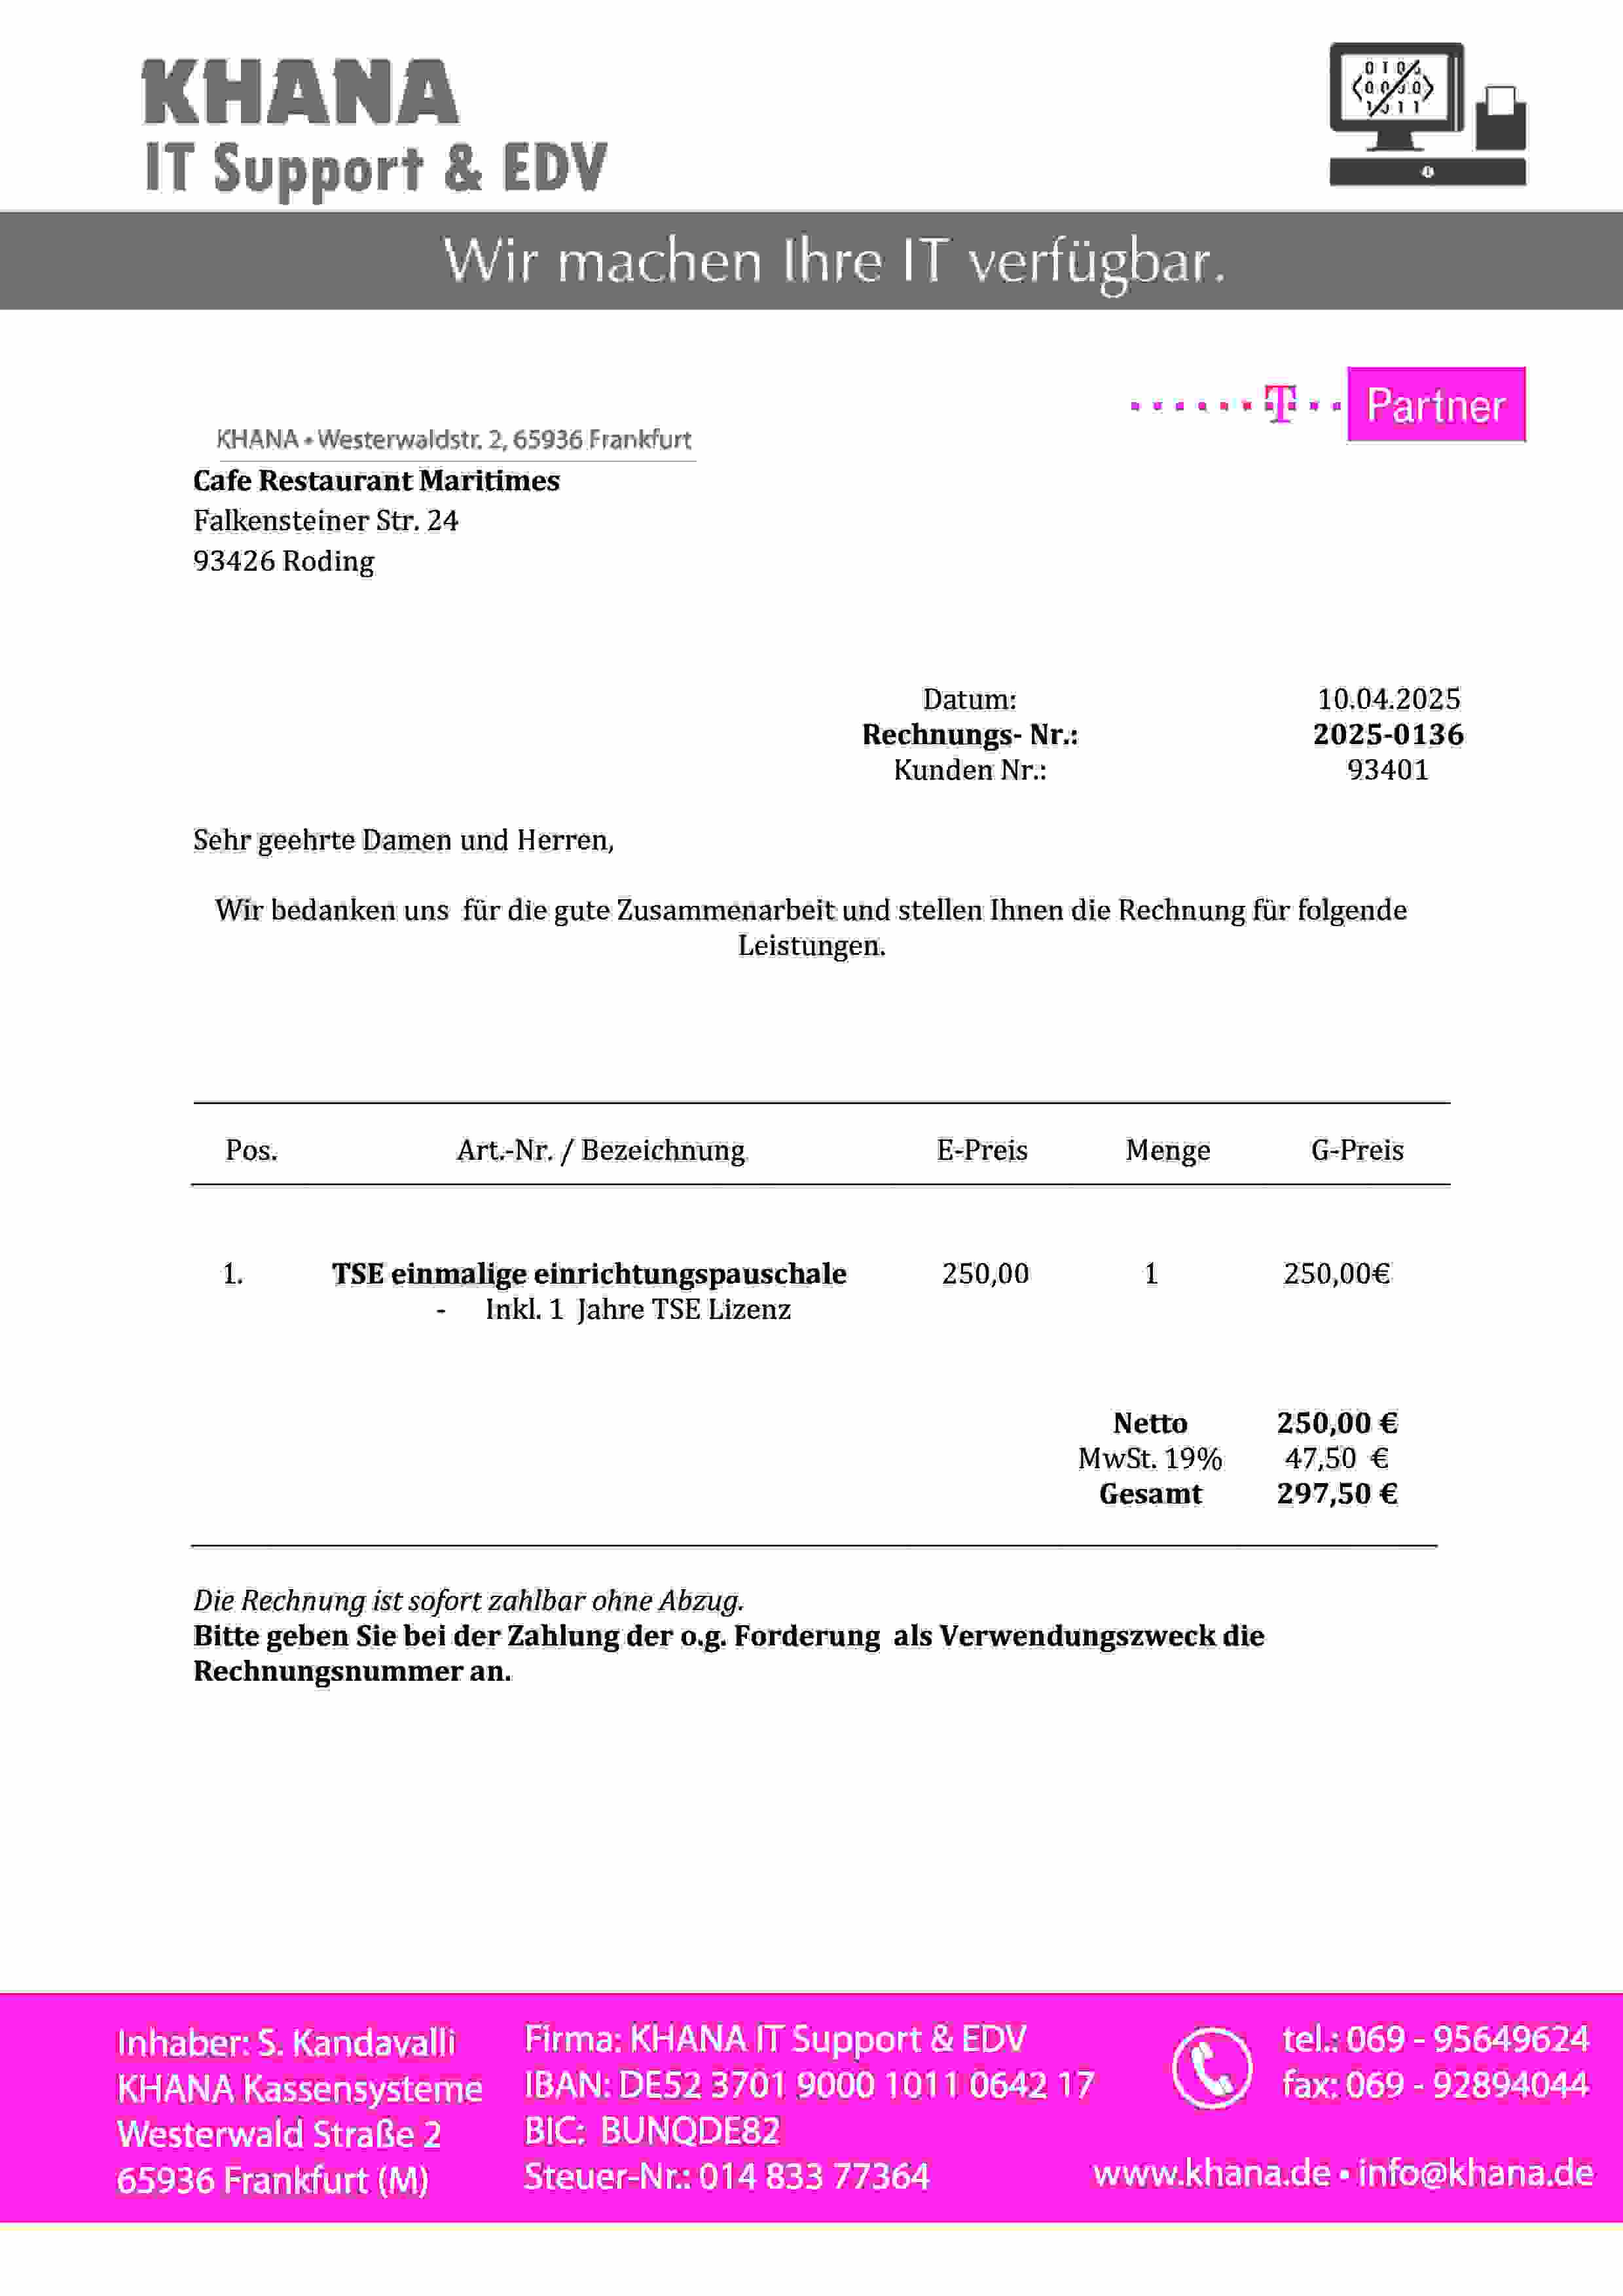 KHANA
IT Support & EDV
Wir machen Ihre IT verfügbar.
T Partner
KHANA • Westerwaldstr. 2, 65936 Frankfurt
Cafe Restaurant Maritimes
Falkensteiner Str. 24
93426 Roding
Datum: 10.04.2025
Rechnungs- Nr.: 2025-0136
Kunden Nr.: 93401
Sehr geehrte Damen und Herren,
Wir bedanken uns für die gute Zusammenarbeit und stellen Ihnen die Rechnung für folgende
Leistungen.
Pos. Art.-Nr. / Bezeichnung E-Preis Menge G-Preis
1. TSE einmalige einrichtungspauschale 250,00 1 250,00€
- Inkl. 1 Jahre TSE Lizenz
Netto 250,00 €
MwSt. 19% 47,50 €
Gesamt 297,50 €
Die Rechnung ist sofort zahlbar ohne Abzug.
Bitte geben Sie bei der Zahlung der o.g. Forderung als Verwendungszweck die
Rechnungsnummer an.
Inhaber: S. Kandavalli
KHANA Kassensysteme
Westerwald Straße 2
65936 Frankfurt (M)
Firma: KHANA IT Support & EDV
IBAN: DE52 3701 9000 1011 0642 17
BIC: BUNQDE82
Steuer-Nr.: 014 833 77364
tel.: 069 - 95649624
fax: 069 - 92894044
www.khana.de • info@khana.de